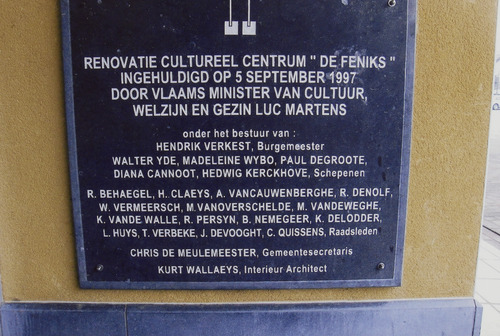 RENOVATIE CULTUREEL CENTRUM " DE FENIKS "
INGEHULDIGD OP 5 SEPTEMBER 1997
DOOR VLAAMS MINISTER VAN CULTUUR,
WELZIJN EN GEZIN LUC MARTENS
onder het bestuur van :
HENDRIK VERKEST, Burgemeester
WALTER YDE, MADELEINE WYBO, PAUL DEGROOTE,
DIANA CANNOOT, HEDWIG KERCKHOVE, Schepenen
R. BEHAEGEL, H. CLAEYS, A. VANCAUWENBERGHE, R. DENOLF,
W. VERMEERSCH, M.VANOVERSCHELDE, M. VANDEWEGHE,
K. VANDE WALLE, R. PERSYN, B. NEMEGEER, K. DELODDER,
L. HUYS, T. VERBEKE, J. DEVOOGHT, C. QUISSENS, Raadsleden
CHRIS DE MEULEMEESTER, Gemeentesecretaris
KURT WALLAEYS, Interieur Architect